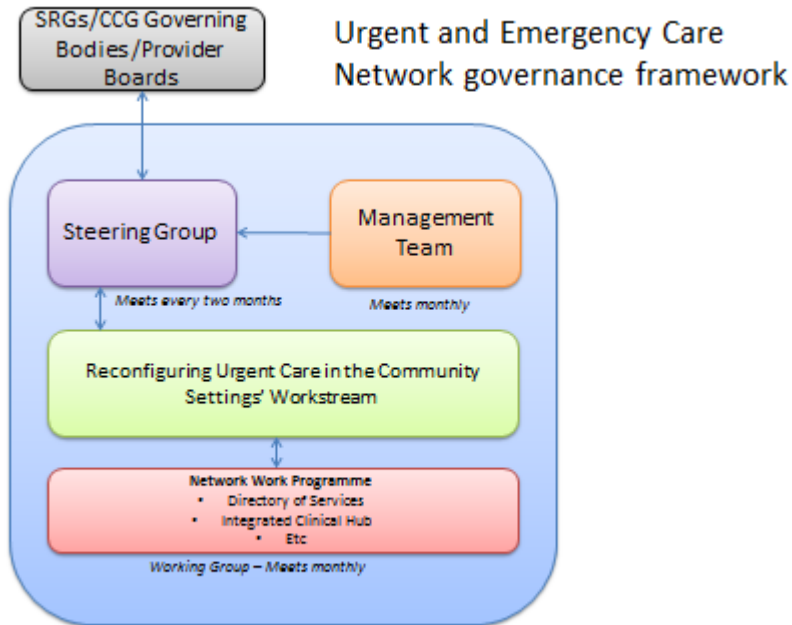 SRGs/CCG Governing
Bodies/Provider
Boards
Urgent and Emergency Care
Network governance framework
Steering Group
Management
Team
Meets every two months
Meets monthly
Reconfiguring Urgent Care in the Community
Settings' Workstream
Network Work Programme
• Directory of Services
• Integrated Clinical Hub
• Etc
Working Group – Meets monthly